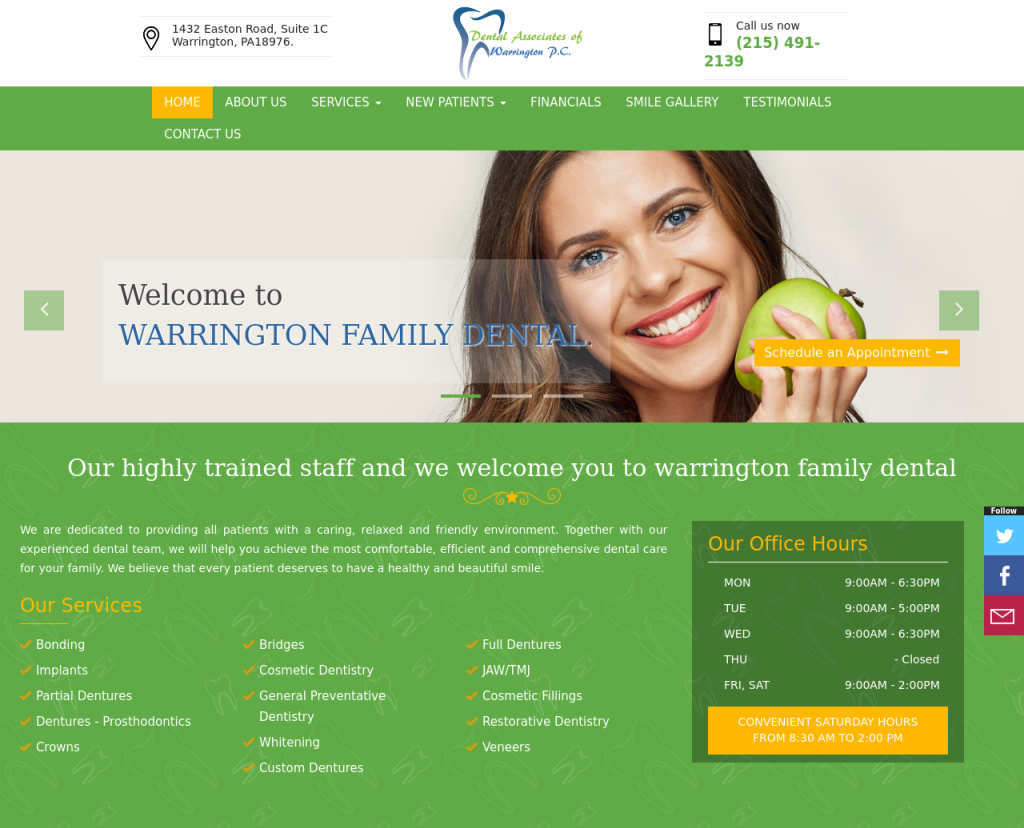 1432 Easton Road, Suite 1C
Warrington, PA18976.
Dental Associates of
Warrington P.C.
Call us now
(215) 491-
2139
HOME
ABOUT US
SERVICES
NEW PATIENTS
FINANCIALS
SMILE GALLERY
TESTIMONIALS
CONTACT US
Welcome to
WARRINGTON FAMILY DENTAL.
Schedule an Appointment
Our highly trained staff and we welcome you to warrington family dental
We are dedicated to providing all patients with a caring, relaxed and friendly environment. Together with our
experienced dental team, we will help you achieve the most comfortable, efficient and comprehensive dental care
for your family. We believe that every patient deserves to have a healthy and beautiful smile.
Our Services
Bonding
Implants
Partial Dentures
Dentures - Prosthodontics
Crowns
Bridges
Cosmetic Dentistry
General Preventative
Dentistry
Whitening
Custom Dentures
Full Dentures
JAW/TMJ
Cosmetic Fillings
Restorative Dentistry
Veneers
Our Office Hours
MON 9:00AM - 6:30PM
TUE 9:00AM - 5:00PM
WED 9:00AM - 6:30PM
THU - Closed
FRI, SAT 9:00AM - 2:00PM
CONVENIENT SATURDAY HOURS
FROM 8:30 AM TO 2:00 PM
Follow